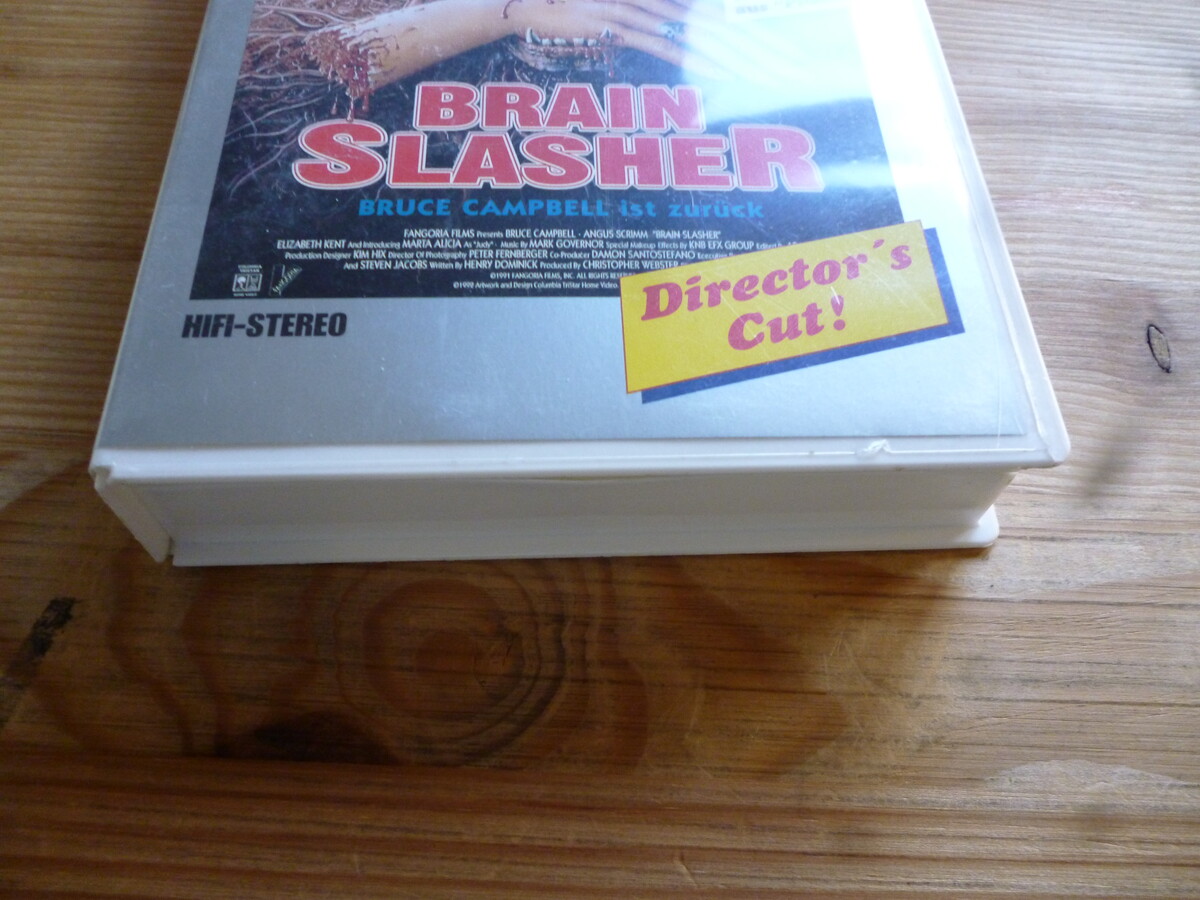 BRAIN
SLASHER
BRUCE CAMPBELL ist zurück
FANGORIA FILMS Presents BRUCE CAMPBELL - ANGUS SCRIMM "BRAIN SLASHER"
ELIZABETH KENT And Introducing MARTA ALICIA As "Judy" · Music By MARK GOVERNOR Special Makeup Effects By KNB EFX GROUP Edited
Production Designer KIM HIX Director Of Photography PETER FERNBERGER Co-Producer DAMON SANTOSTEFANO Executive
And STEVEN JACOBS Written By HENRY DOMINICK Produced By CHRISTOPHER WEBSTER
©1991 FANGORIA FILMS, INC. ALL RIGHTS
©1992 Artwork and Design Columbia TriStar Home Video.
HIFI-STEREO
Director´s
Cut!